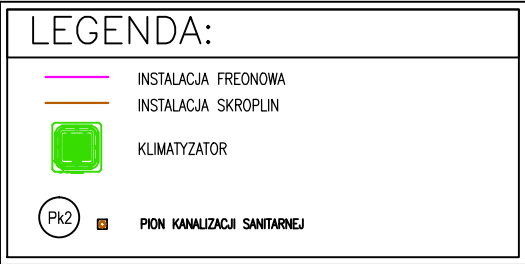 LEGENDA:
INSTALACJA FREONOWA
INSTALACJA SKROPLIN
KLIMATYZATOR
Pk2 PION KANALIZACJI SANITARNEJ